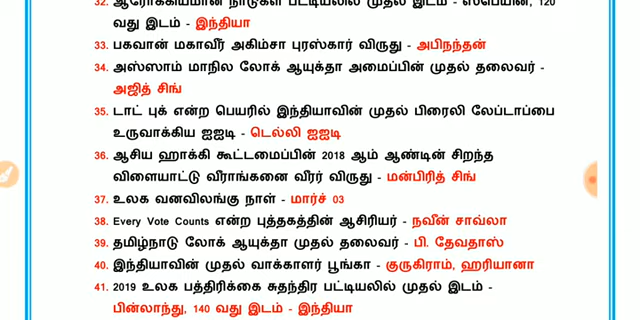 32. ஆரோக்கியமான நாடுகள் பட்டியலில் முதல் இடம் - ஸ்பெயின், 120
வது இடம் - இந்தியா
33. பகவான் மகாவீர் அகிம்சா புரஸ்கார் விருது - அபிநந்தன்
34. அஸ்ஸாம் மாநில லோக் ஆயுக்தா அமைப்பின் முதல் தலைவர் -
அஜித் சிங்
35. டாட் புக் என்ற பெயரில் இந்தியாவின் முதல் பிரைலி லேப்டாப்பை
உருவாக்கிய ஐஐடி - டெல்லி ஐஐடி
36. ஆசிய ஹாக்கி கூட்டமைப்பின் 2018 ஆம் ஆண்டின் சிறந்த
விளையாட்டு வீராங்கனை வீரர் விருது - மன்பிரித் சிங்
37. உலக வனவிலங்கு நாள் - மார்ச் 03
38. Every Vote Counts என்ற புத்தகத்தின் ஆசிரியர் - நவீன் சாவ்லா
39. தமிழ்நாடு லோக் ஆயுக்தா முதல் தலைவர் - பி. தேவதாஸ்
40. இந்தியாவின் முதல் வாக்காளர் பூங்கா - குருகிராம், ஹரியானா
41. 2019 உலக பத்திரிக்கை சுதந்திர பட்டியலில் முதல் இடம் -
பின்லாந்து, 140 வது இடம் - இந்தியா